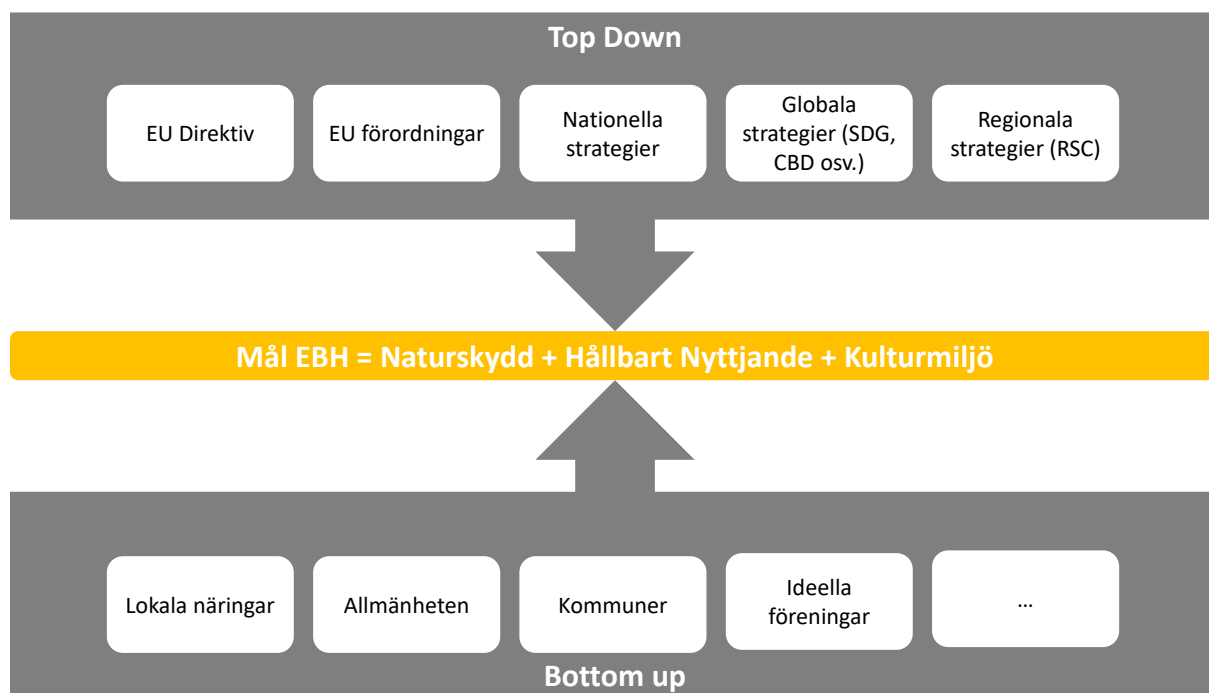 Top Down
EU Direktiv
EU förordningar
Nationella
strategier
Globala
strategier (SDG,
CBD osv.)
Regionala
strategier (RSC)
Mål EBH = Naturskydd + Hållbart Nyttjande + Kulturmiljö
Lokala näringar
Allmänheten
Kommuner
Ideella
föreningar
...
Bottom up